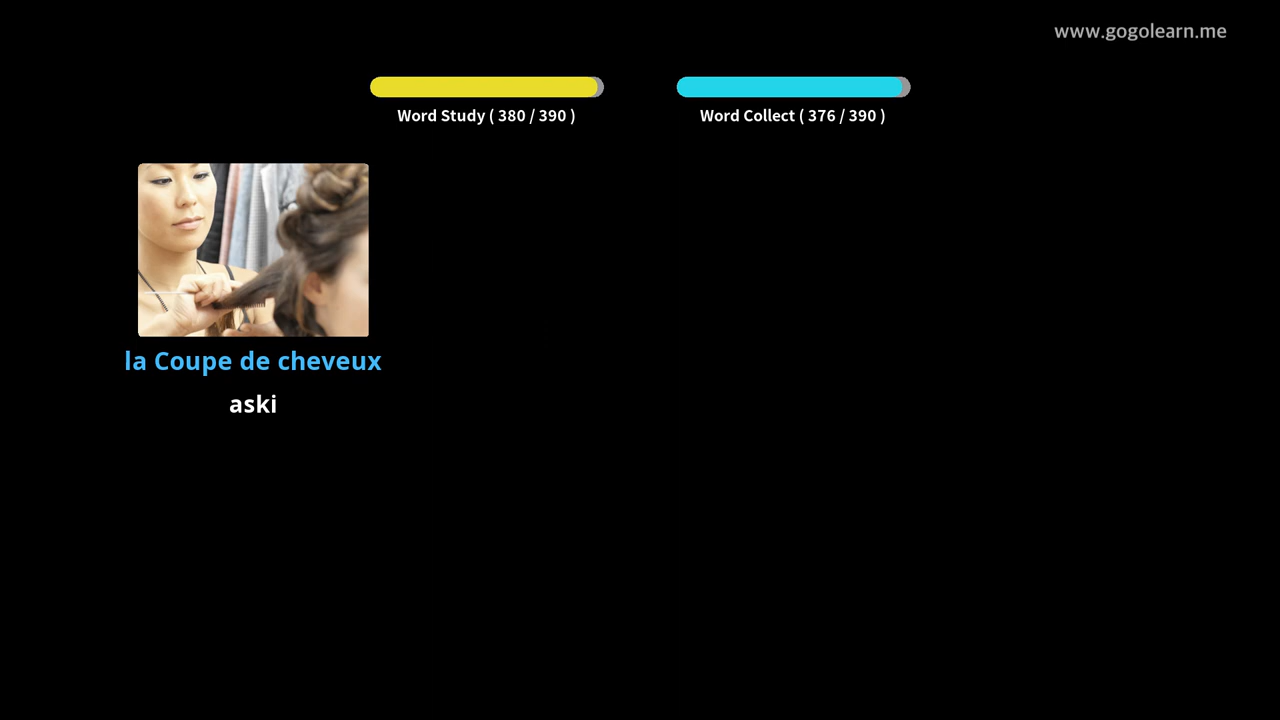 www.gogolearn.me
Word Study ( 380 / 390 )
Word Collect ( 376 / 390 )
la Coupe de cheveux
aski